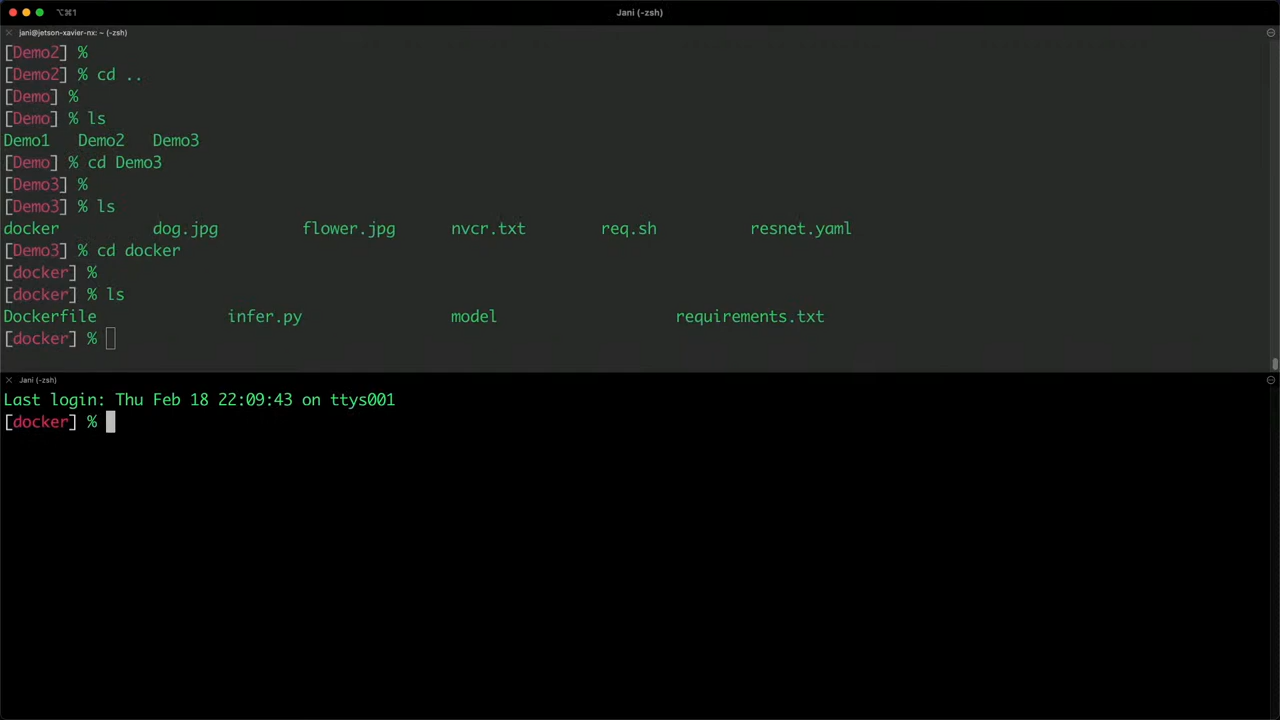 ⌥⌘1 Jani (-zsh)
jani@jetson-xavier-nx: ~ (-zsh)
[Demo2] %
[Demo2] % cd ..
[Demo] %
[Demo] % ls
Demo1 Demo2 Demo3
[Demo] % cd Demo3
[Demo3] %
[Demo3] % ls
docker dog.jpg flower.jpg nvcr.txt req.sh resnet.yaml
[Demo3] % cd docker
[docker] %
[docker] % ls
Dockerfile infer.py model requirements.txt
[docker] %
Jani (-zsh)
Last login: Thu Feb 18 22:09:43 on ttys001
[docker] %